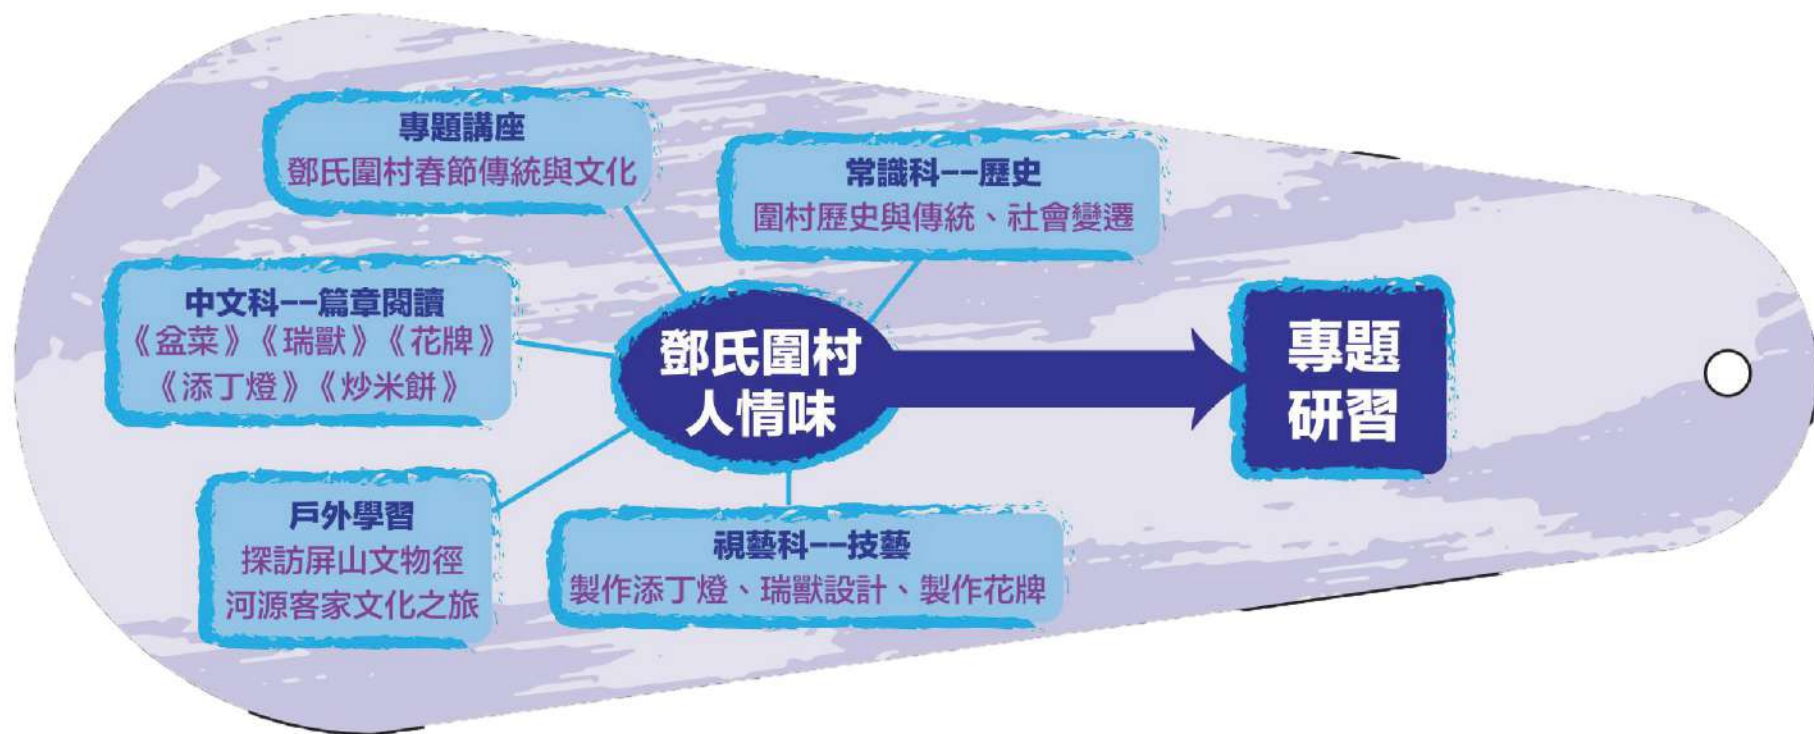 專題講座
鄧氏圍村春節傳統與文化
常識科--歷史
圍村歷史與傳統、社會變遷
中文科--篇章閱讀
《盆菜》《瑞獸》《花牌》
《添丁燈》《炒米餅》
鄧氏圍村
人情味
專題
研習
戶外學習
探訪屏山文物徑
河源客家文化之旅
視藝科--技藝
製作添丁燈、瑞獸設計、製作花牌